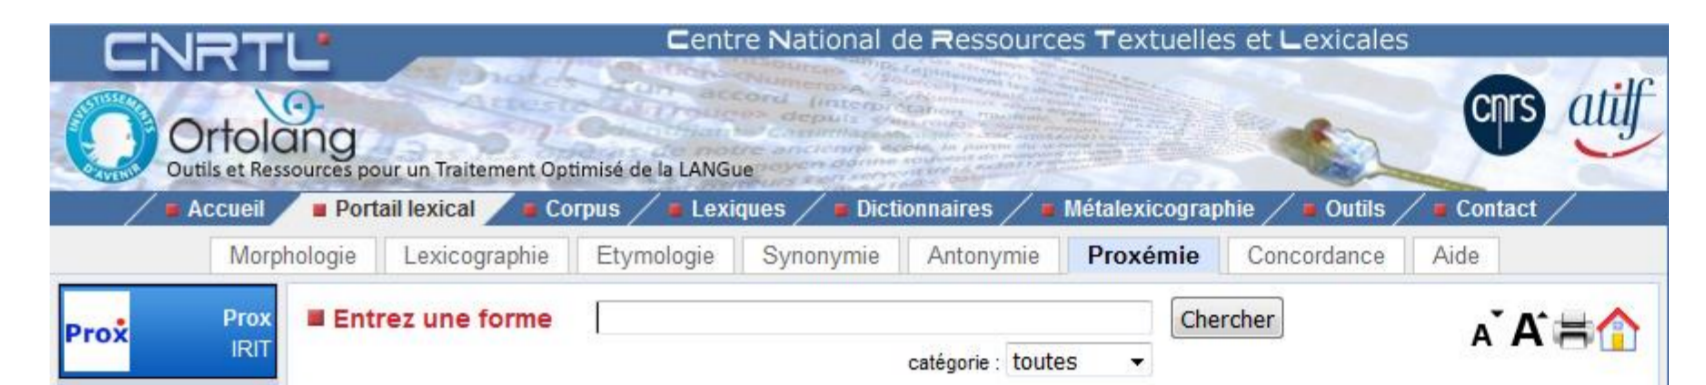 CNRTL
Centre National de Ressources Textuelles et Lexicales
INVESTISSEMENTS D'AVENIR
Ortolang
Outils et Ressources pour un Traitement Optimisé de la LANGue
cnrs
atilf
Accueil Portail lexical Corpus Lexiques Dictionnaires Métalexicographie Outils Contact
Morphologie Lexicographie Etymologie Synonymie Antonymie Proxémie Concordance Aide
Prox
Prox
IRIT
Entrez une forme
Chercher
A A
catégorie : toutes